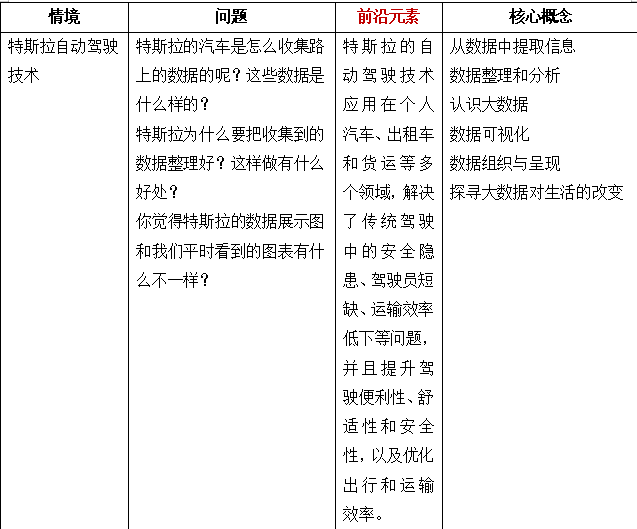 情境
问题
前沿元素
核心概念
特斯拉自动驾驶
技术
特斯拉的汽车是怎么收集路
上的数据的呢？这些数据是
什么样的？
特斯拉为什么要把收集到的
数据整理好？这样做有什么
好处？
你觉得特斯拉的数据展示图
和我们平时看到的图表有什
么不一样？
特斯拉的自
动驾驶技术
应用在个人
汽车、出租车
和货运等多
个领域，解决
了传统驾驶
中的安全隐
患、驾驶员短
缺、运输效率
低下等问题，
并且提升驾
驶便利性、舒
适性和安全
性，以及优化
出行和运输
效率。
从数据中提取信息
数据整理和分析
认识大数据
数据可视化
数据组织与呈现
探寻大数据对生活的改变